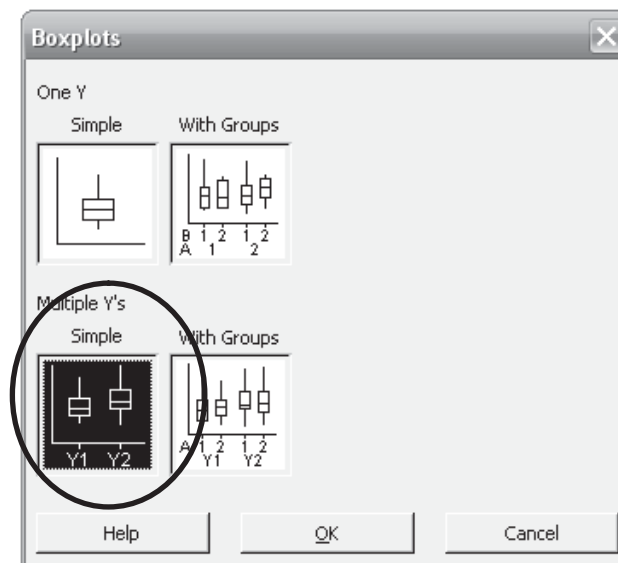 Boxplots
One Y
Simple With Groups
B 1 2 1 2
A 1 2
Multiple Y's
Simple With Groups
A 1 2 1 2
Y1 Y2 Y1 Y2
Help OK Cancel